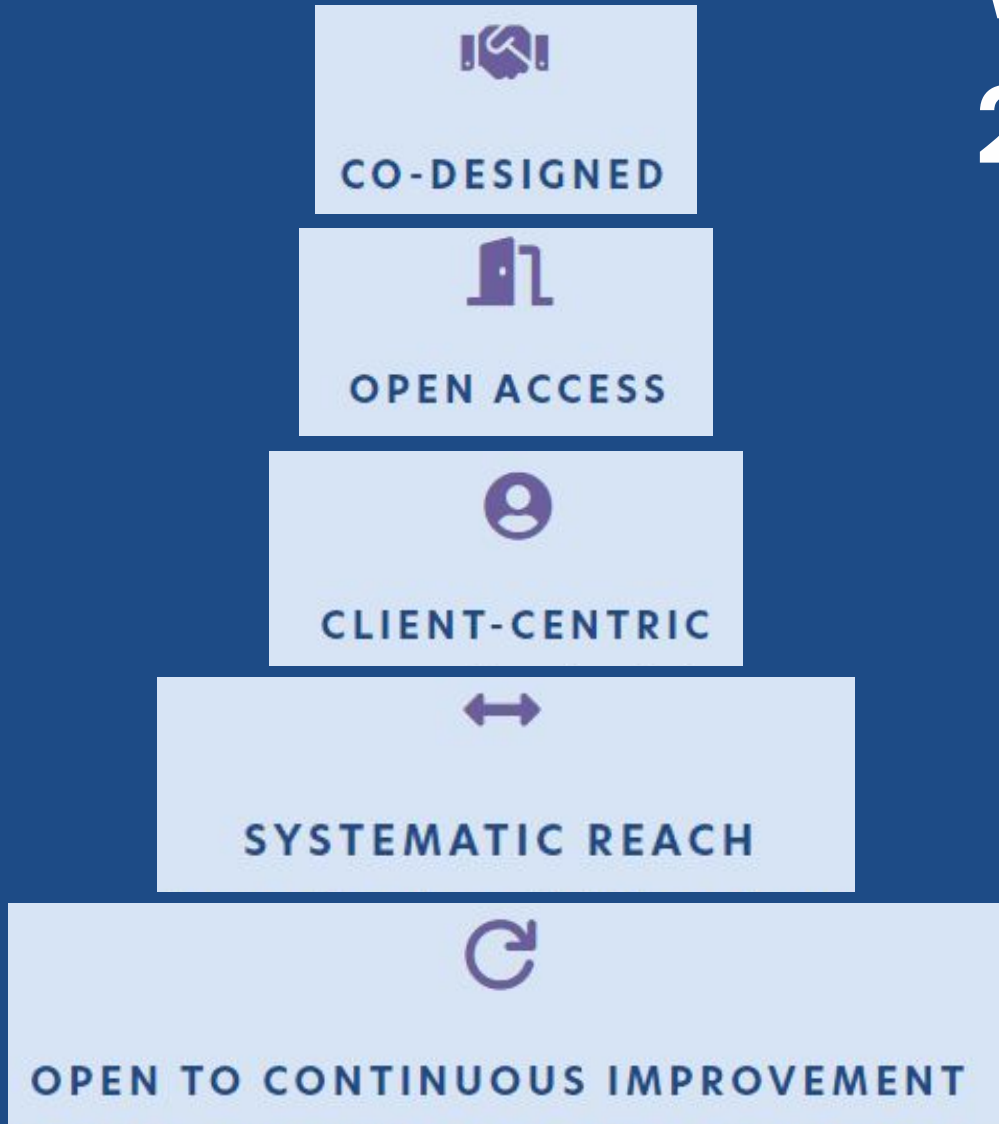 CO-DESIGNED
OPEN ACCESS
CLIENT-CENTRIC
SYSTEMATIC REACH
OPEN TO CONTINUOUS IMPROVEMENT